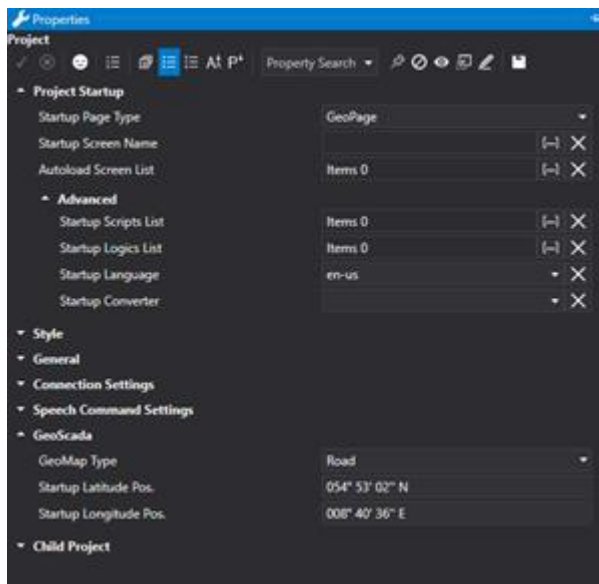 Properties
Project
Property Search
Project Startup
Startup Page Type GeoPage
Startup Screen Name
Autoload Screen List Items 0
Advanced
Startup Scripts List Items 0
Startup Logics List Items 0
Startup Language en-us
Startup Converter
Style
General
Connection Settings
Speech Command Settings
GeoScada
GeoMap Type Road
Startup Latitude Pos. 054° 53' 02" N
Startup Longitude Pos. 008° 40' 36" E
Child Project